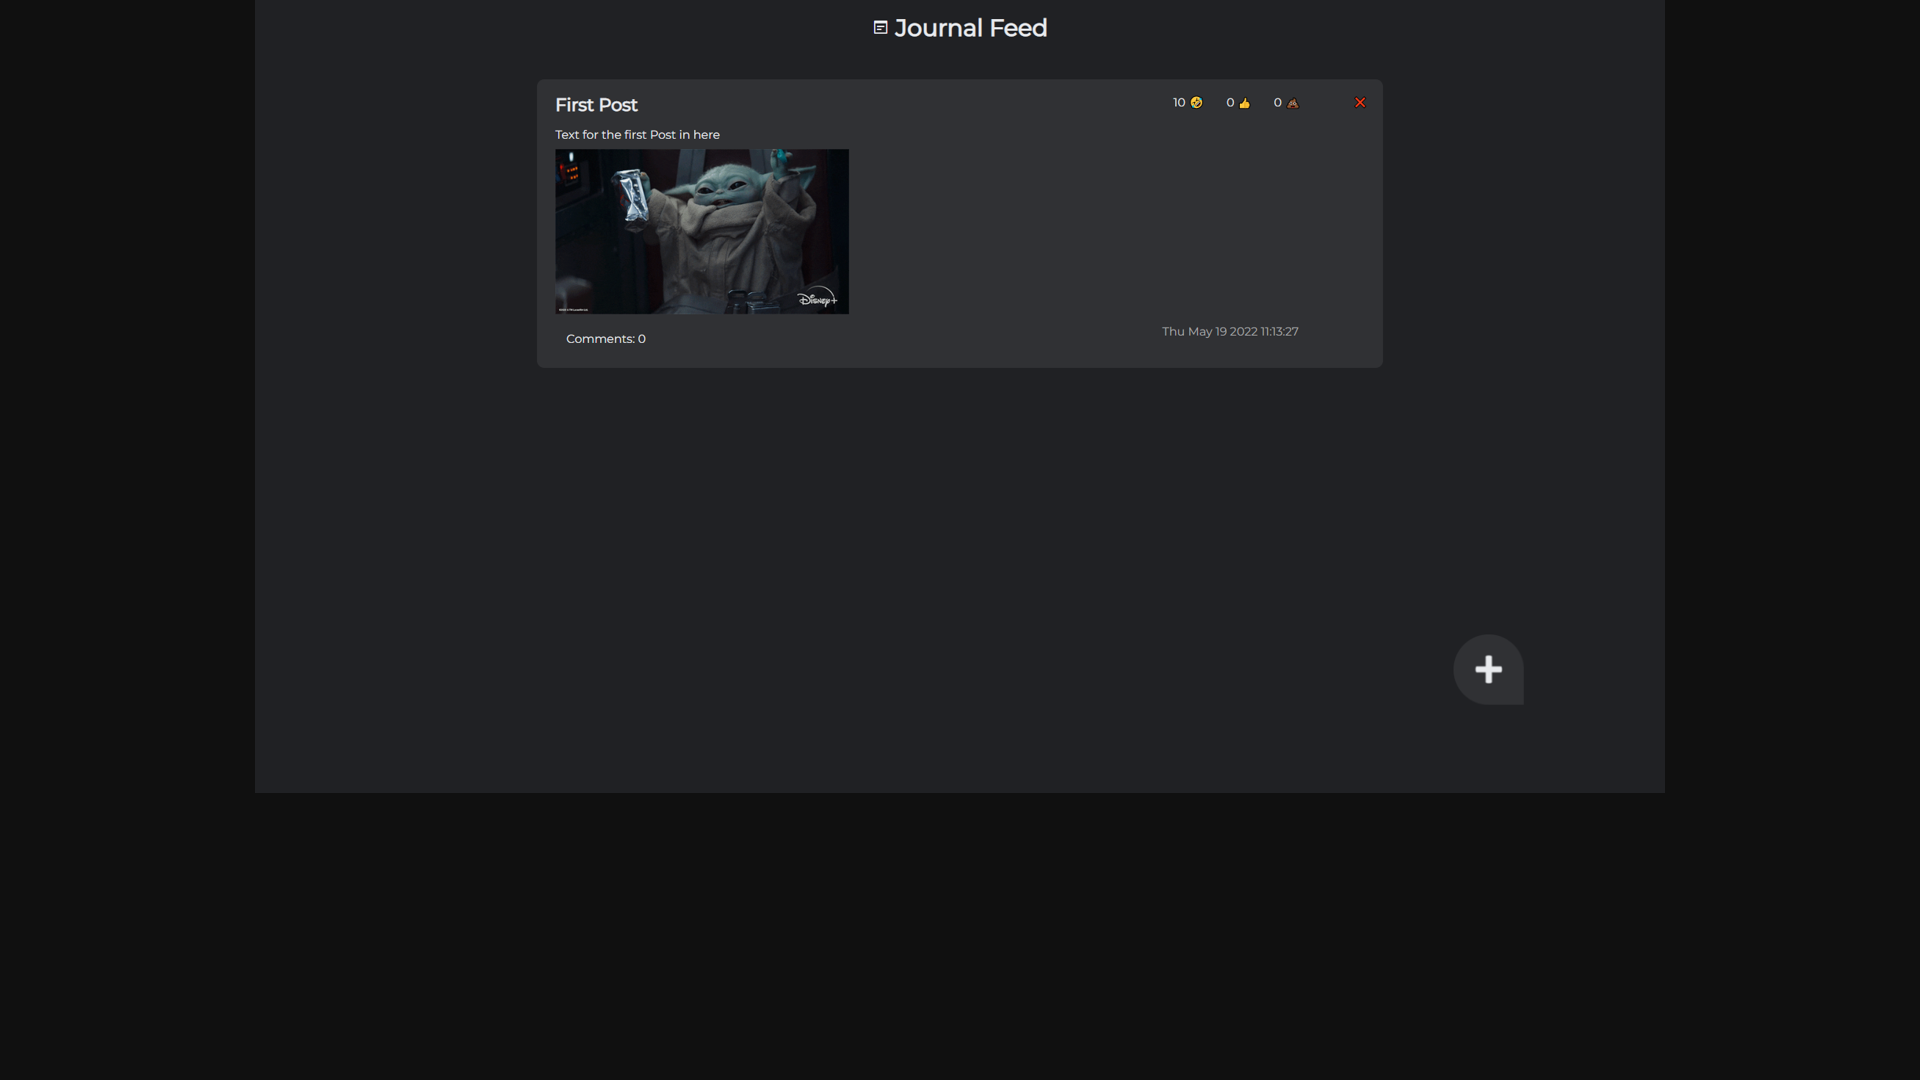 Journal Feed
First Post
10 🤣 0 👍 0 💩 ❌
Text for the first Post in here
Disney+
Comments: 0
Thu May 19 2022 11:13:27